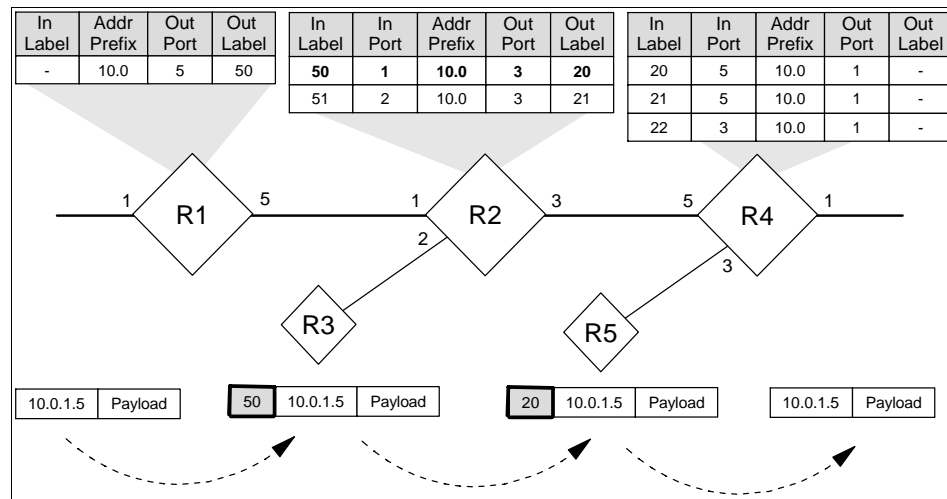 In Label Addr Prefix Out Port Out Label
- 10.0 5 50
In Label In Port Addr Prefix Out Port Out Label
50 1 10.0 3 20
51 2 10.0 3 21
In Label In Port Addr Prefix Out Port Out Label
20 5 10.0 1 -
21 5 10.0 1 -
22 3 10.0 1 -
1 R1 5 1 R2 3 5 R4 1
2 3
R3 R5
10.0.1.5 Payload
50 10.0.1.5 Payload
20 10.0.1.5 Payload
10.0.1.5 Payload